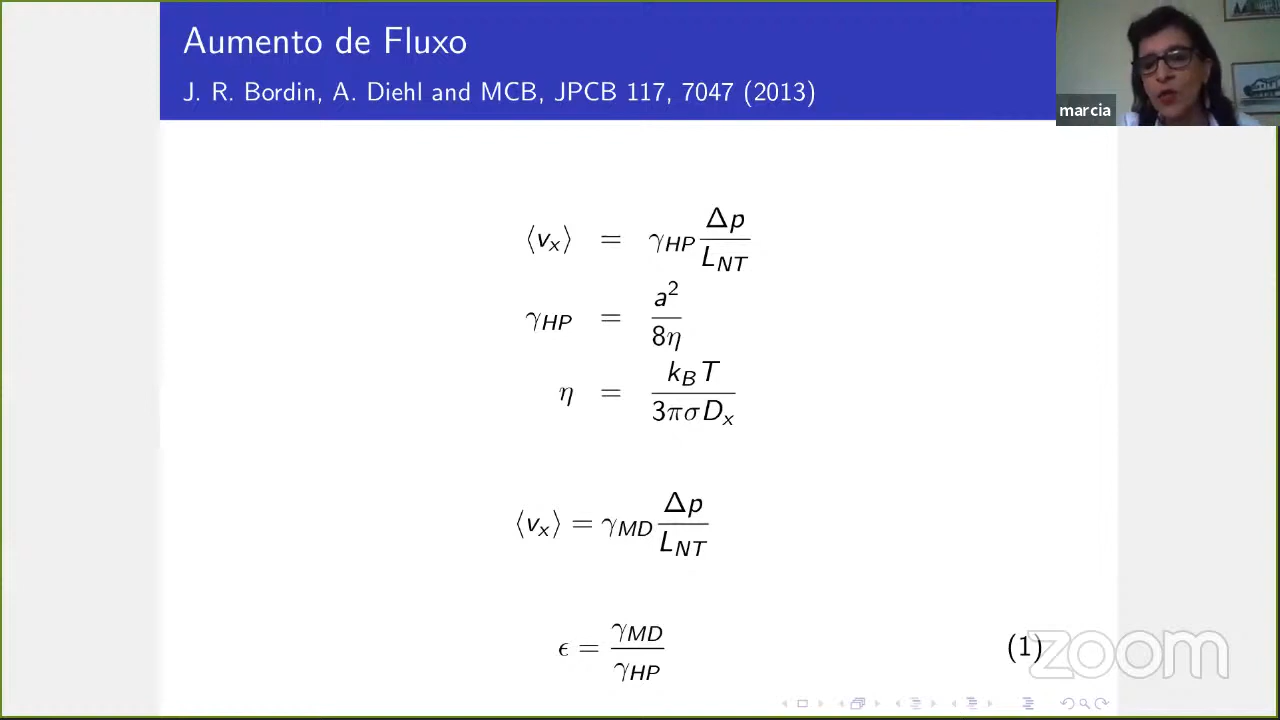 Aumento de Fluxo
J. R. Bordin, A. Diehl and MCB, JPCB 117, 7047 (2013)
marcia
⟨v_x⟩ = γ_HP Δp / L_NT
γ_HP = a² / 8η
η = k_B T / 3πσD_x
⟨v_x⟩ = γ_MD Δp / L_NT
ϵ = γ_MD / γ_HP (1)
zoom